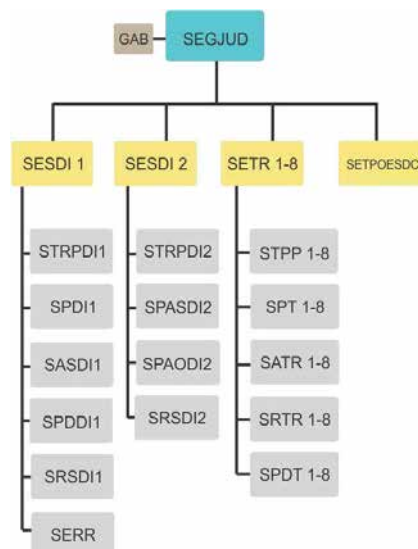 GAB
SEGJUD
SESDI 1
SESDI 2
SETR 1-8
SETPOESDC
STRPDI1
STRPDI2
STPP 1-8
SPDI1
SPASDI2
SPT 1-8
SASDI1
SPAODI2
SATR 1-8
SPDDI1
SRSDI2
SRTR 1-8
SRSDI1
SPDT 1-8
SERR